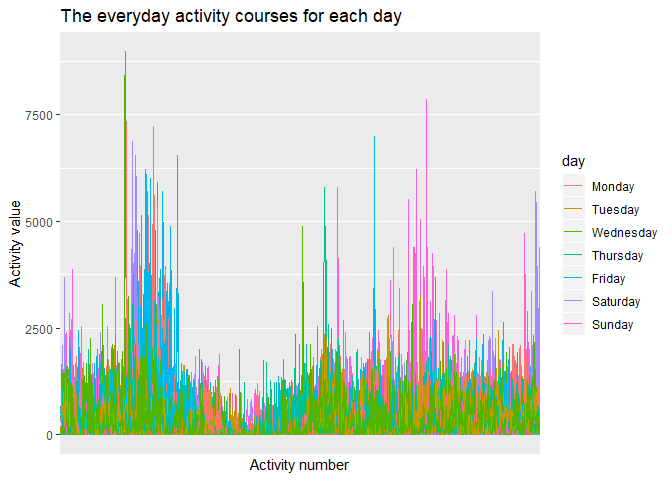 The everyday activity courses for each day
7500
5000
2500
0
Activity value
Activity number
day
Monday
Tuesday
Wednesday
Thursday
Friday
Saturday
Sunday